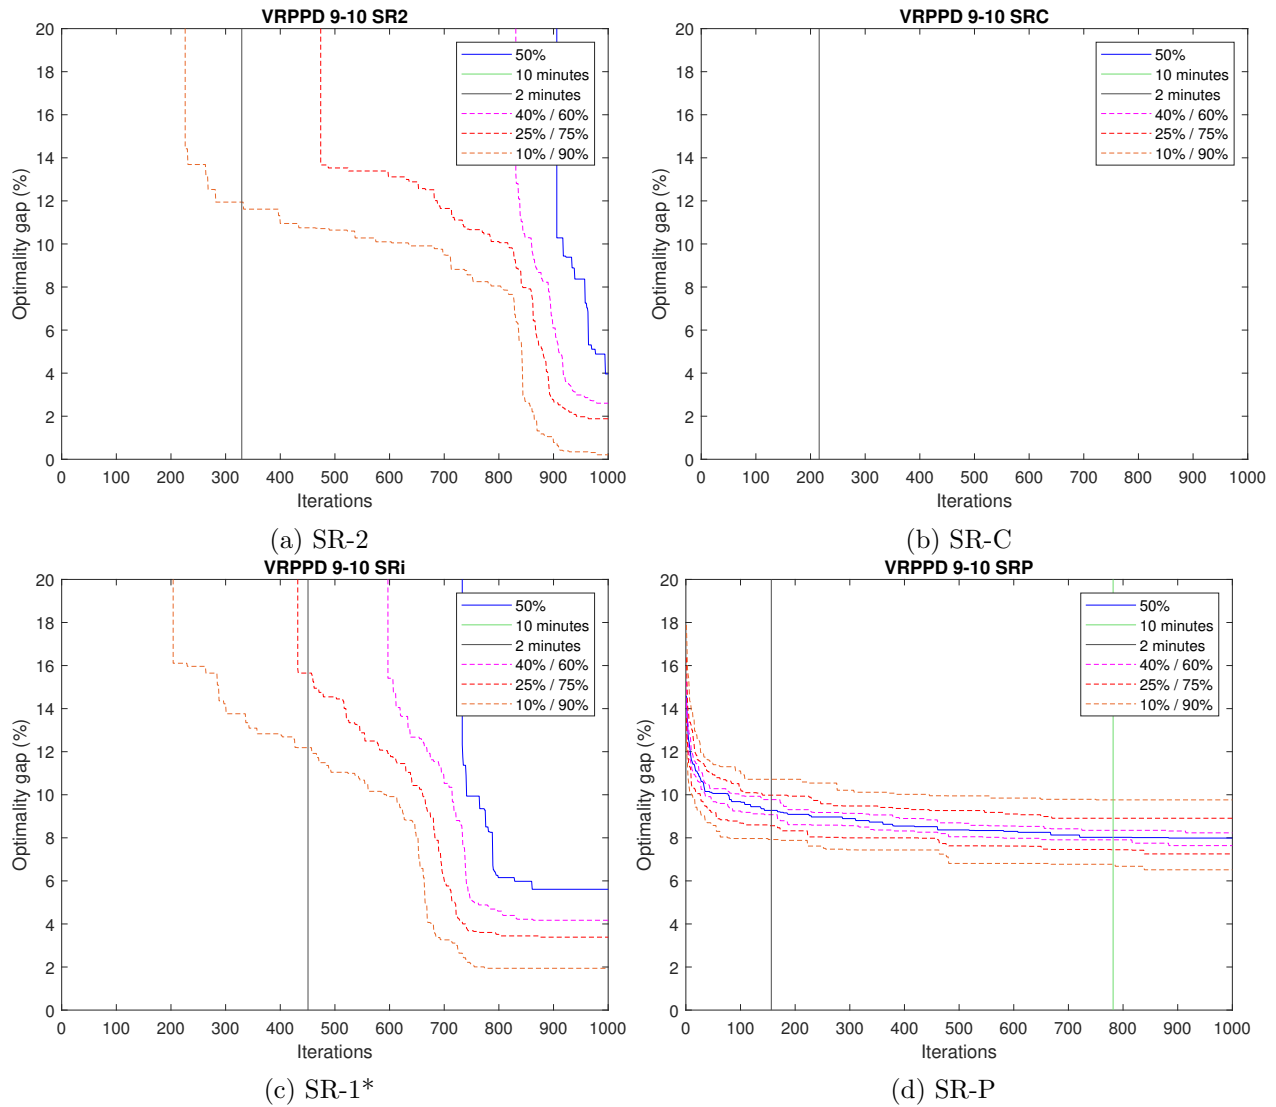 VRPPD 9-10 SR2
20
18
16
14
12
10
8
6
4
2
0
Optimality gap (%)
50%
10 minutes
2 minutes
40% / 60%
25% / 75%
10% / 90%
0 100 200 300 400 500 600 700 800 900 1000
Iterations
(a) SR-2
VRPPD 9-10 SRC
20
18
16
14
12
10
8
6
4
2
0
Optimality gap (%)
50%
10 minutes
2 minutes
40% / 60%
25% / 75%
10% / 90%
0 100 200 300 400 500 600 700 800 900 1000
Iterations
(b) SR-C
VRPPD 9-10 SRi
20
18
16
14
12
10
8
6
4
2
0
Optimality gap (%)
50%
10 minutes
2 minutes
40% / 60%
25% / 75%
10% / 90%
0 100 200 300 400 500 600 700 800 900 1000
Iterations
(c) SR-1*
VRPPD 9-10 SRP
20
18
16
14
12
10
8
6
4
2
0
Optimality gap (%)
50%
10 minutes
2 minutes
40% / 60%
25% / 75%
10% / 90%
0 100 200 300 400 500 600 700 800 900 1000
Iterations
(d) SR-P